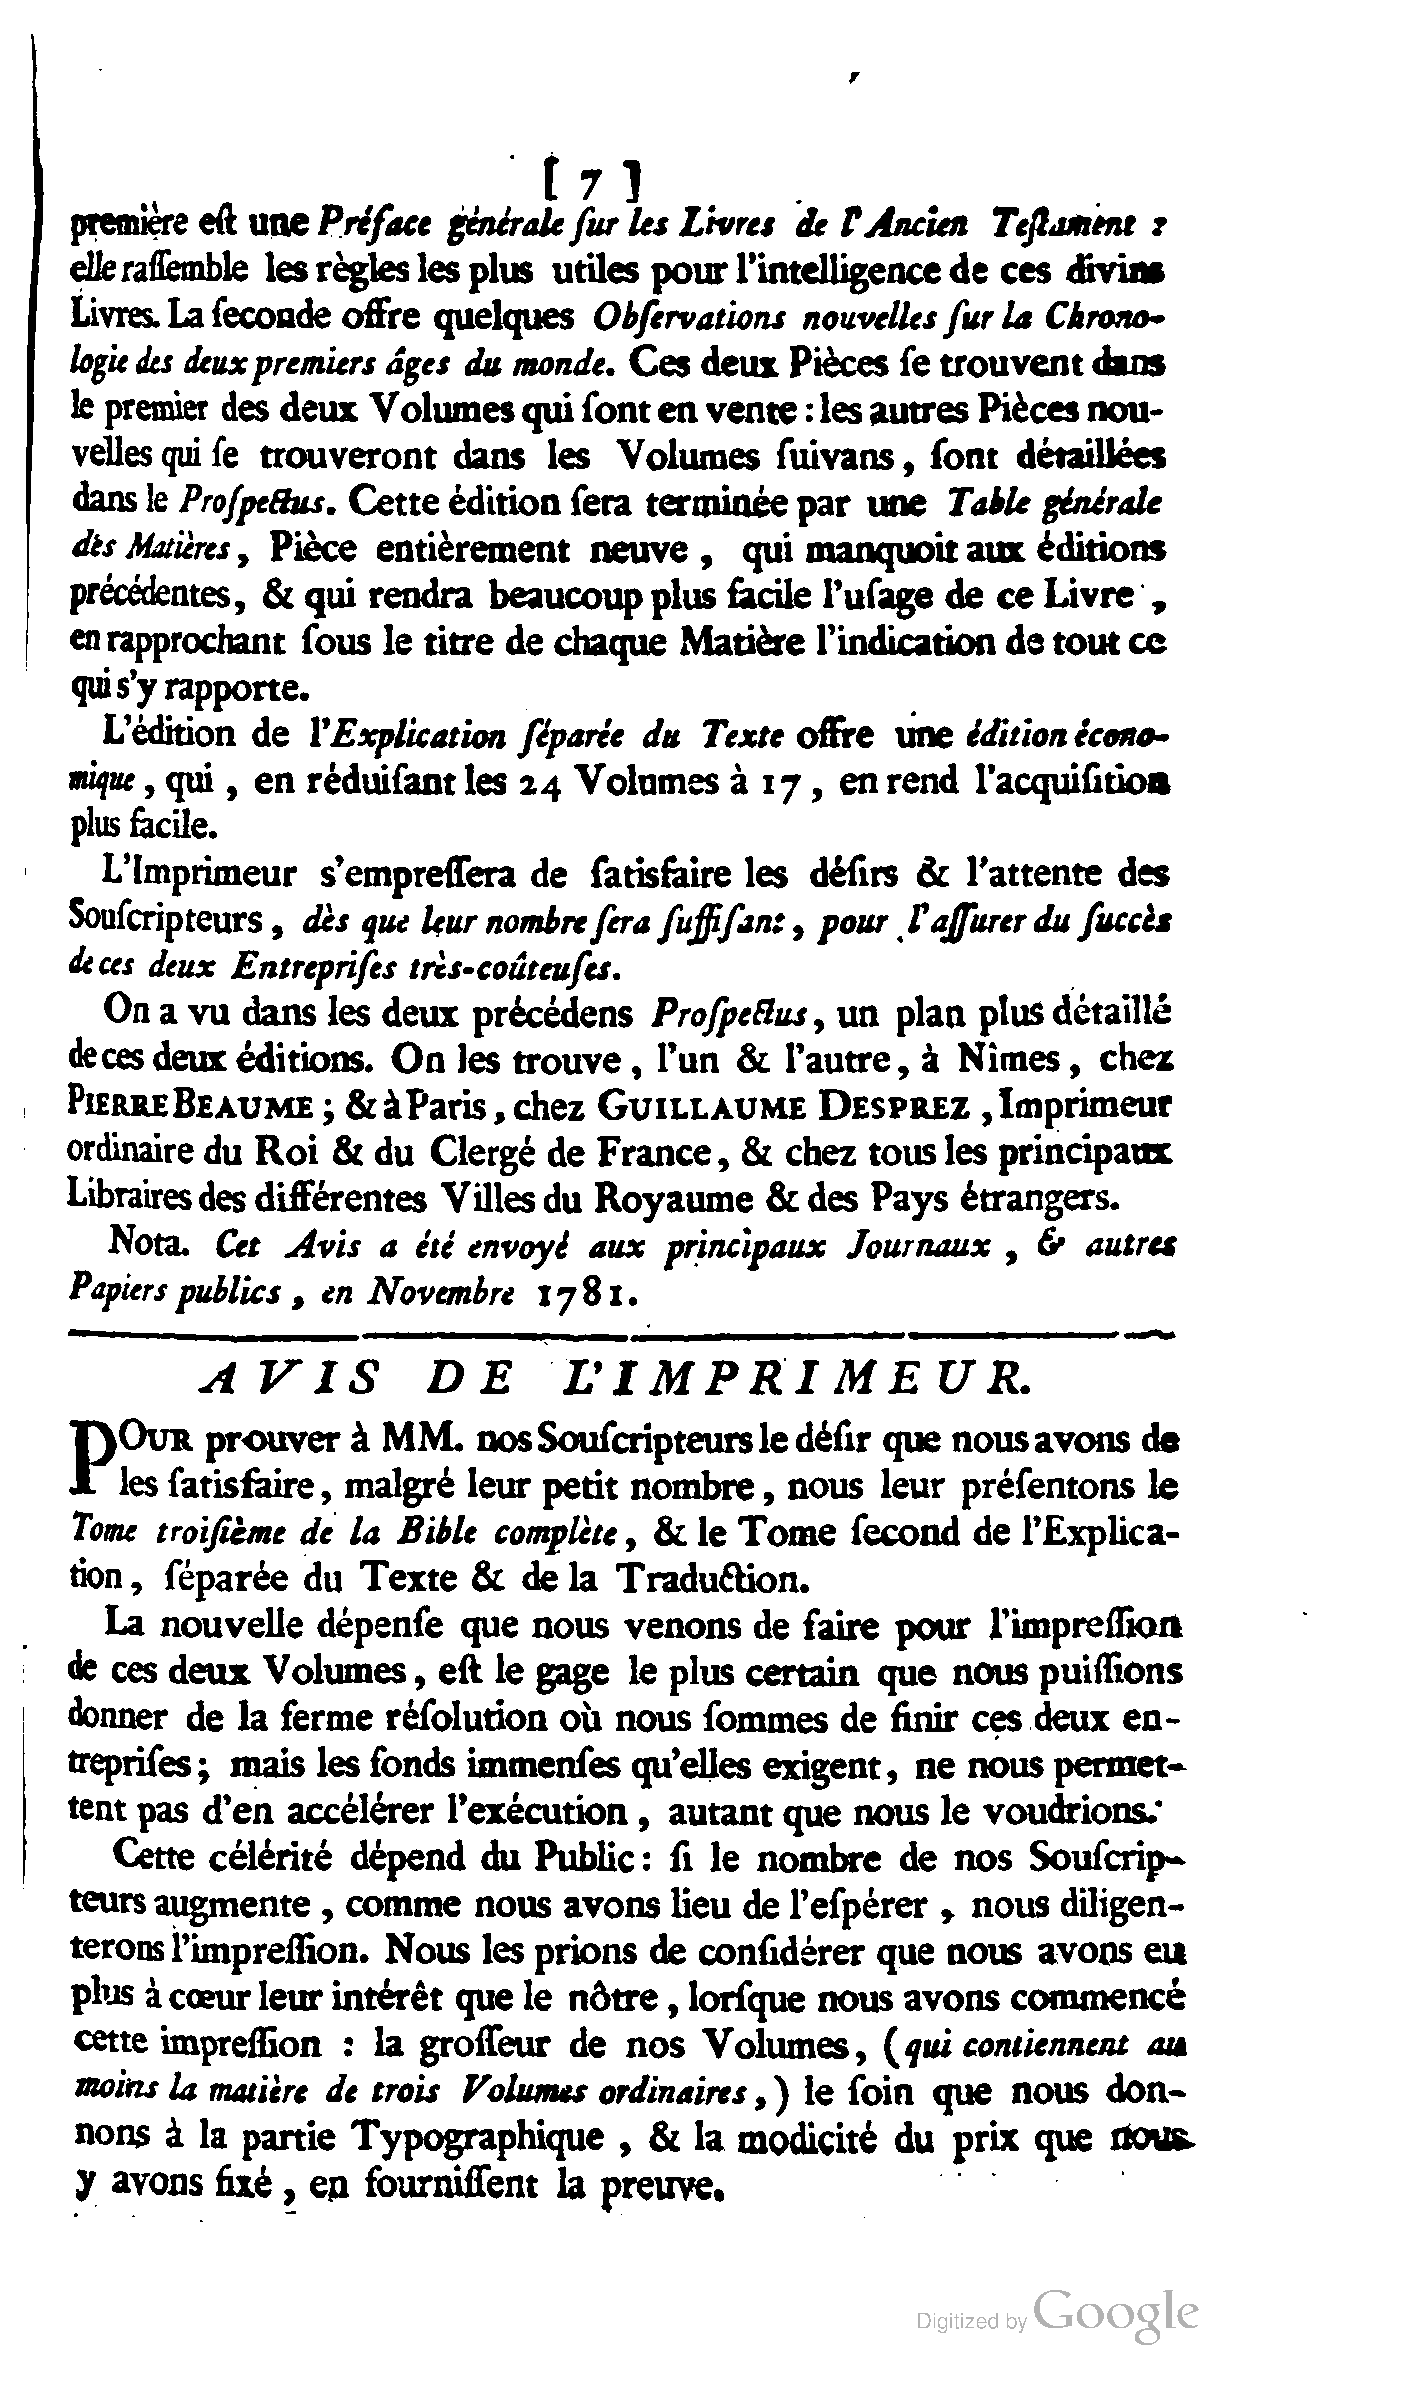 [ 7 ]
première eſt une Préface générale ſur les Livres de l'Ancien Teſtament :
elle raſſemble les règles les plus utiles pour l'intelligence de ces divins
Livres. La ſeconde offre quelques Obſervations nouvelles ſur la Chrono-
logie des deux premiers âges du monde. Ces deux Pièces ſe trouvent dans
le premier des deux Volumes qui ſont en vente : les autres Pièces nou-
velles qui ſe trouveront dans les Volumes ſuivans, ſont détaillées
dans le Proſpectus. Cette édition ſera terminée par une Table générale
des Matières, Pièce entièrement neuve, qui manquoit aux éditions
précédentes, & qui rendra beaucoup plus facile l'uſage de ce Livre,
en rapprochant ſous le titre de chaque Matière l'indication de tout ce
qui s'y rapporte.
L'édition de l'Explication ſéparée du Texte offre une édition écono-
mique, qui, en réduiſant les 24 Volumes à 17, en rend l'acquiſition
plus facile.
L'Imprimeur s'empreſſera de ſatisfaire les déſirs & l'attente des
Souſcripteurs, dès que leur nombre ſera ſuffiſant, pour l'aſſurer du ſuccès
de ces deux Entrepriſes très-coûteuſes.
On a vu dans les deux précédens Proſpectus, un plan plus détaillé
de ces deux éditions. On les trouve, l'un & l'autre, à Nîmes, chez
PIERRE BEAUME ; & à Paris, chez GUILLAUME DESPREZ, Imprimeur
ordinaire du Roi & du Clergé de France, & chez tous les principaux
Libraires des différentes Villes du Royaume & des Pays étrangers.
Nota. Cet Avis a été envoyé aux principaux Journaux, & autres
Papiers publics, en Novembre 1781.
AVIS DE L'IMPRIMEUR.
POUR prouver à MM. nos Souſcripteurs le déſir que nous avons de
les ſatisfaire, malgré leur petit nombre, nous leur préſentons le
Tome troiſième de la Bible complète, & le Tome ſecond de l'Explica-
tion, ſéparée du Texte & de la Traduction.
La nouvelle dépenſe que nous venons de faire pour l'impreſſion
de ces deux Volumes, eſt le gage le plus certain que nous puiſſions
donner de la ferme réſolution où nous ſommes de finir ces deux en-
trepriſes ; mais les fonds immenſes qu'elles exigent, ne nous permet-
tent pas d'en accélérer l'exécution, autant que nous le voudrions.
Cette célérité dépend du Public : ſi le nombre de nos Souſcrip-
teurs augmente, comme nous avons lieu de l'eſpérer, nous diligen-
terons l'impreſſion. Nous les prions de conſidérer que nous avons eu
plus à cœur leur intérêt que le nôtre, lorſque nous avons commencé
cette impreſſion : la groſſeur de nos Volumes, (qui contiennent au
moins la matière de trois Volumes ordinaires,) le ſoin que nous don-
nons à la partie Typographique, & la modicité du prix que nous
y avons fixé, en fourniſſent la preuve.
Digitized by Google